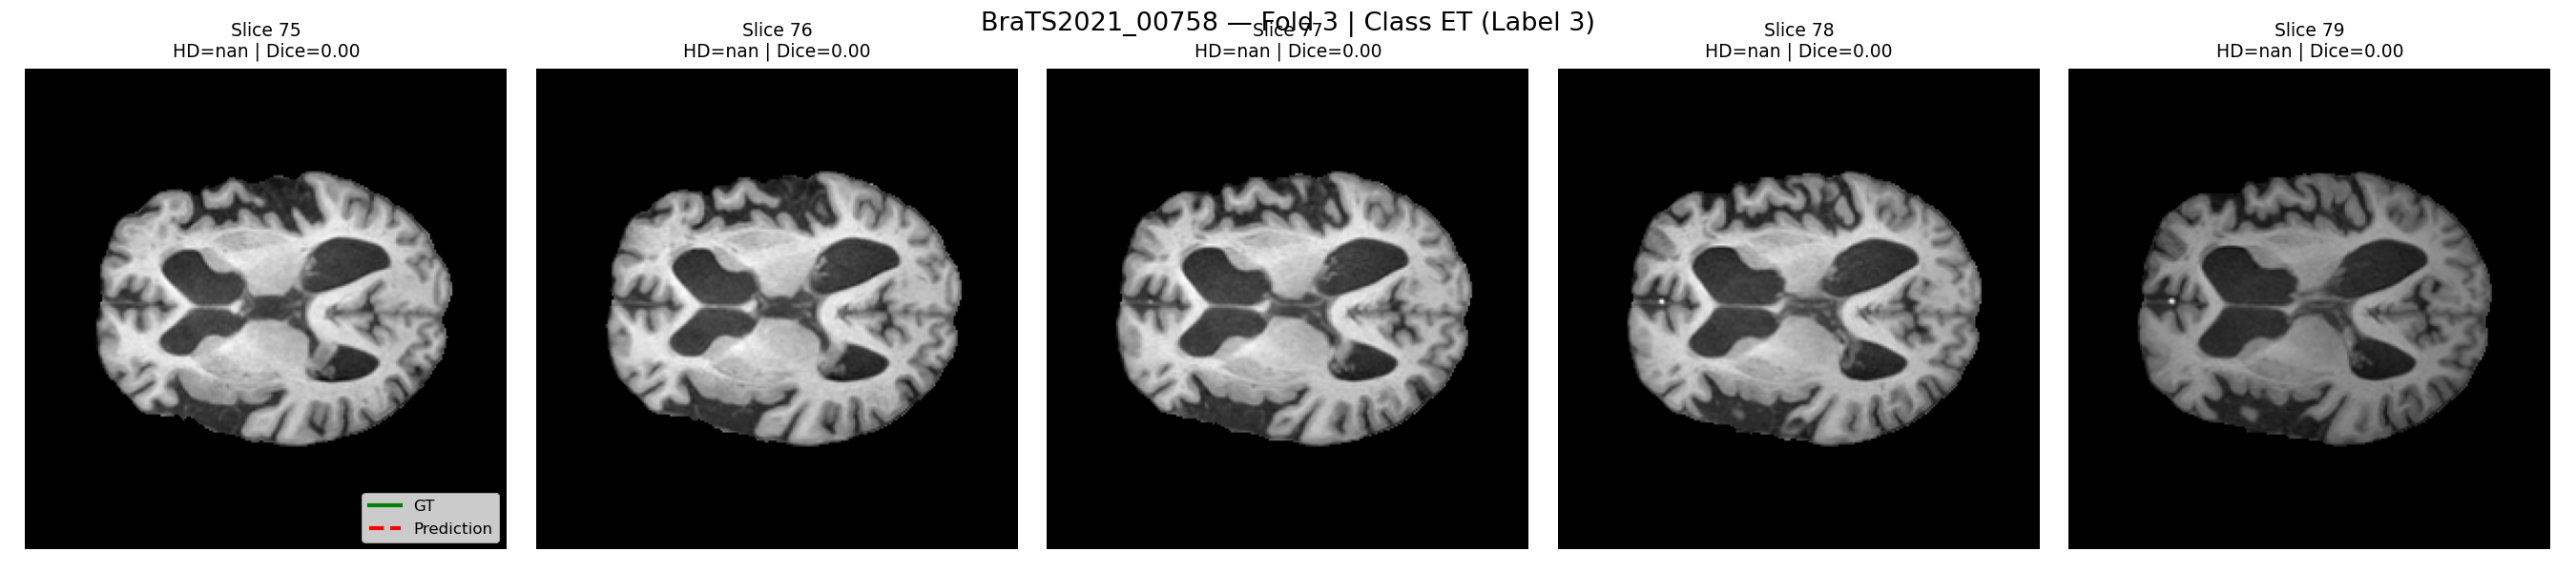 BraTS2021_00758 — Fold 3 | Class ET (Label 3)
Slice 75
HD=nan | Dice=0.00
Slice 76
HD=nan | Dice=0.00
Slice 77
HD=nan | Dice=0.00
Slice 78
HD=nan | Dice=0.00
Slice 79
HD=nan | Dice=0.00
GT
Prediction